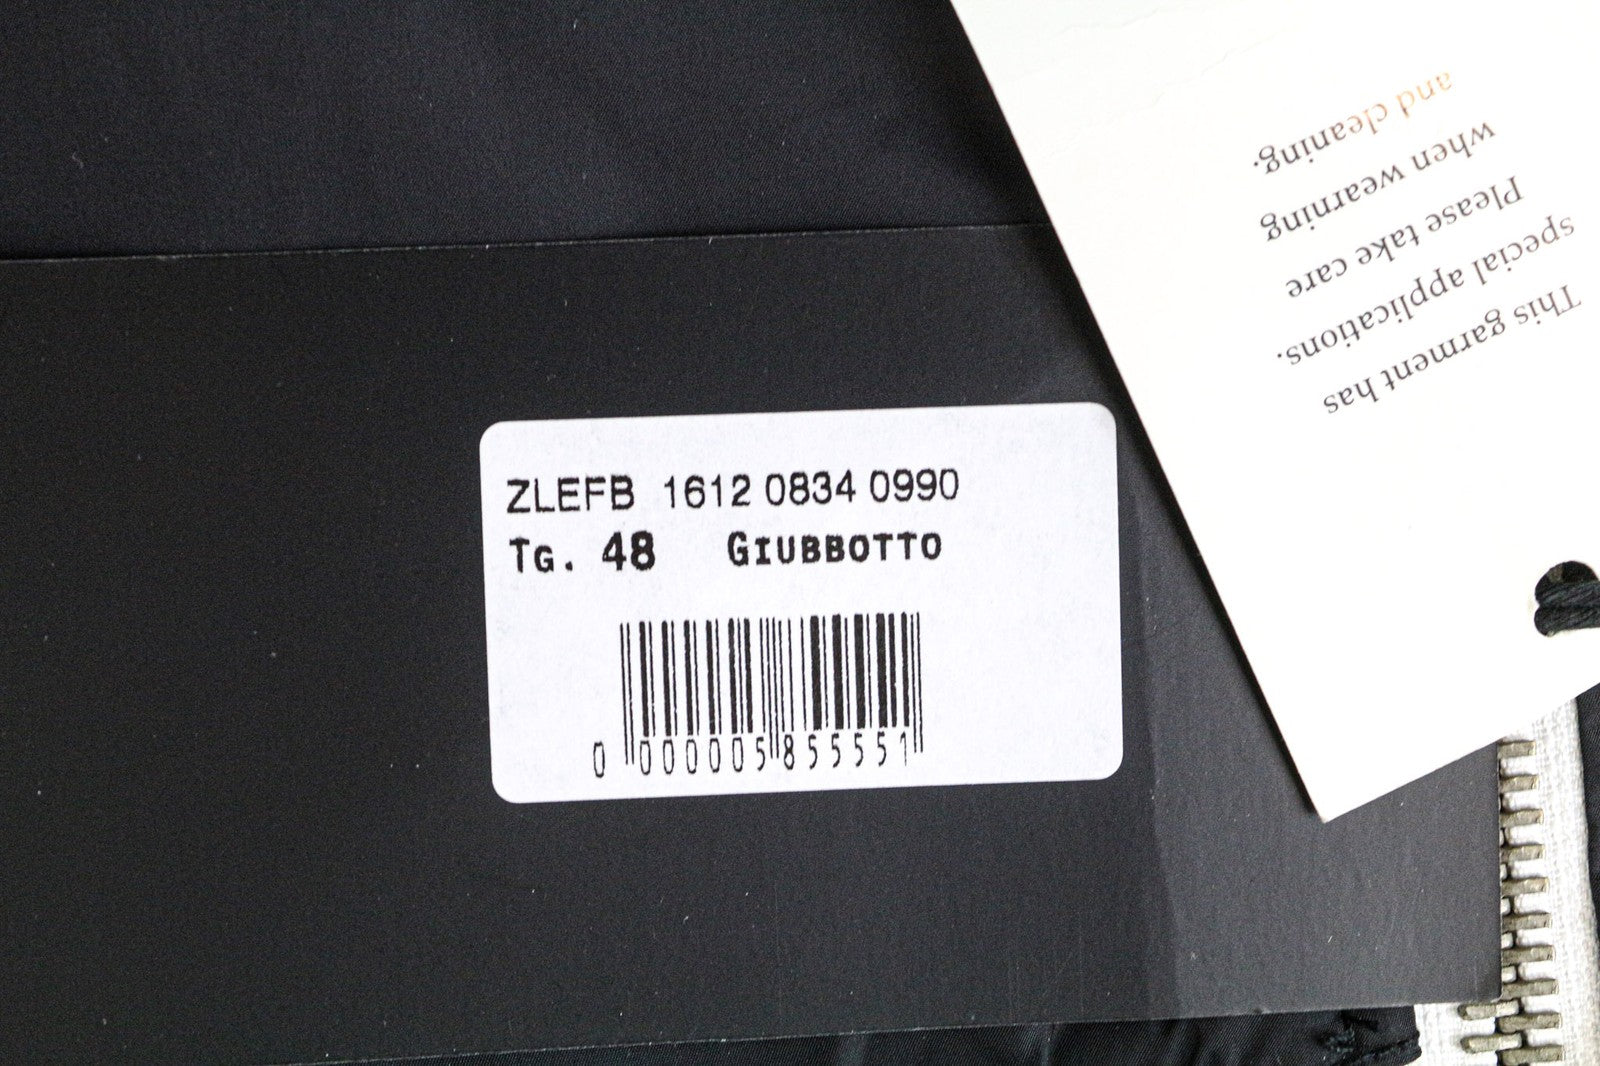 ZLEFB 1612 0834 0990
TG. 48 GIUBBOTTO
0 000005 855551
This garment has
special applications.
Please take care
when wearning
and cleaning.